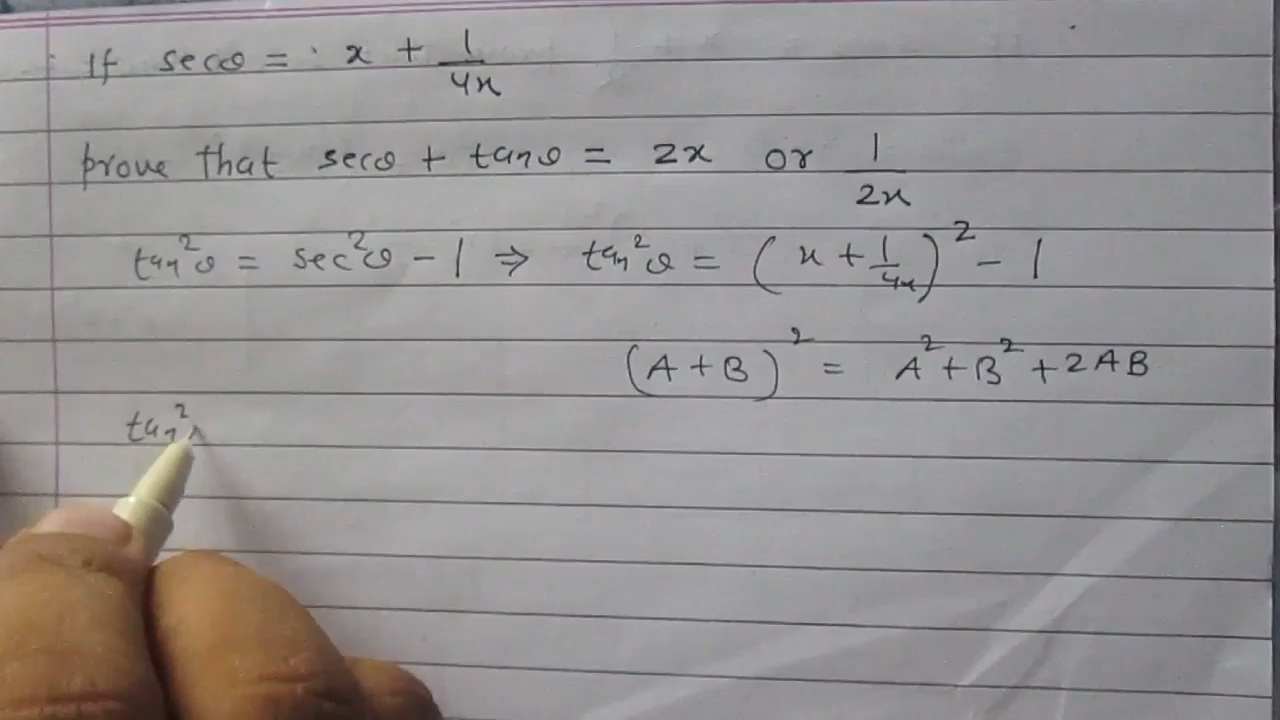 If secθ = x + 1/4x
prove that secθ + tanθ = 2x or 1/2x
tan²θ = sec²θ - 1 ⇒ tan²θ = (x + 1/4x)² - 1
(A + B)² = A² + B² + 2AB
tan²